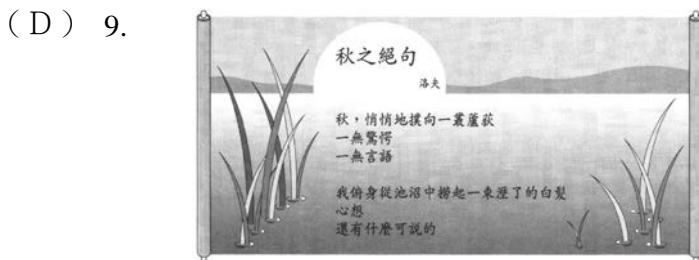 （D） 9.
秋之絕句
洛夫
秋，悄悄地撲向一叢蘆荻
一無驚愕
一無言語
我俯身從池沼中撈起一束溼了的白髮
心想
還有什麼可說的